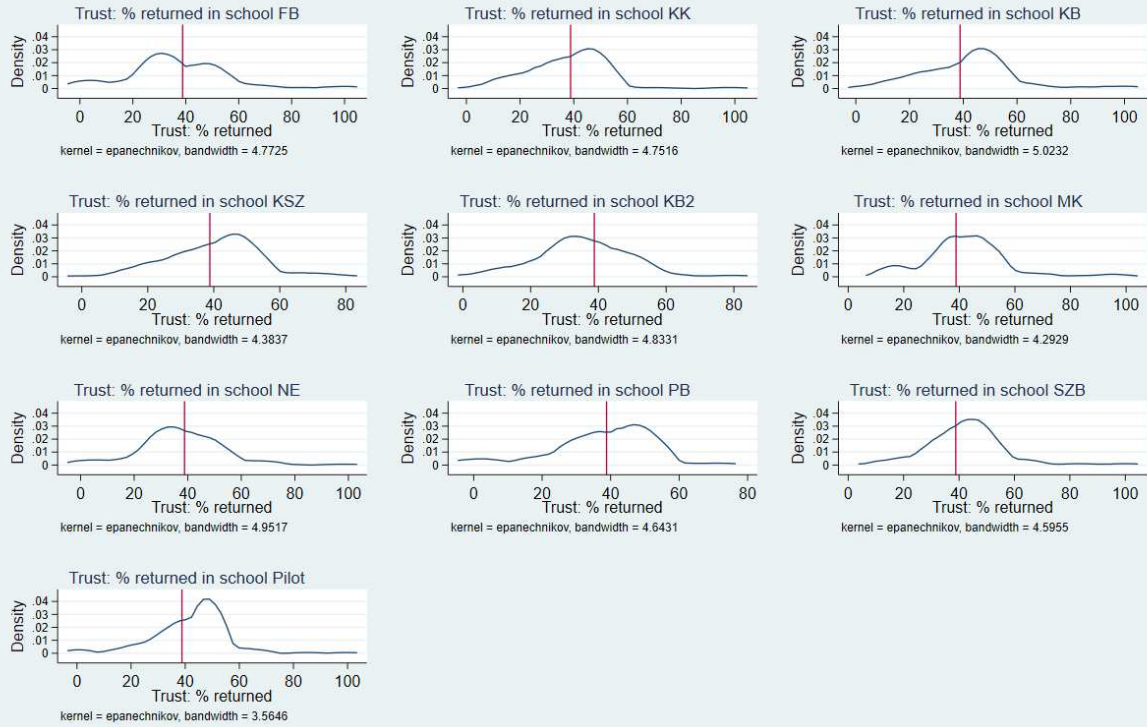 Trust: % returned in school FB
Density
.04
.03
.02
.01
0
0 20 40 60 80 100
Trust: % returned
kernel = epanechnikov, bandwidth = 4.7725
Trust: % returned in school KK
Density
.04
.03
.02
.01
0
0 20 40 60 80 100
Trust: % returned
kernel = epanechnikov, bandwidth = 4.7516
Trust: % returned in school KB
Density
.04
.03
.02
.01
0
0 20 40 60 80 100
Trust: % returned
kernel = epanechnikov, bandwidth = 5.0232
Trust: % returned in school KSZ
Density
.04
.03
.02
.01
0
0 20 40 60 80
Trust: % returned
kernel = epanechnikov, bandwidth = 4.3837
Trust: % returned in school KB2
Density
.04
.03
.02
.01
0
0 20 40 60 80
Trust: % returned
kernel = epanechnikov, bandwidth = 4.8331
Trust: % returned in school MK
Density
.04
.03
.02
.01
0
0 20 40 60 80 100
Trust: % returned
kernel = epanechnikov, bandwidth = 4.2929
Trust: % returned in school NE
Density
.04
.03
.02
.01
0
0 20 40 60 80 100
Trust: % returned
kernel = epanechnikov, bandwidth = 4.9517
Trust: % returned in school PB
Density
.04
.03
.02
.01
0
0 20 40 60 80
Trust: % returned
kernel = epanechnikov, bandwidth = 4.6431
Trust: % returned in school SZB
Density
.04
.03
.02
.01
0
0 20 40 60 80 100
Trust: % returned
kernel = epanechnikov, bandwidth = 4.5955
Trust: % returned in school Pilot
Density
.04
.03
.02
.01
0
0 20 40 60 80 100
Trust: % returned
kernel = epanechnikov, bandwidth = 3.5646